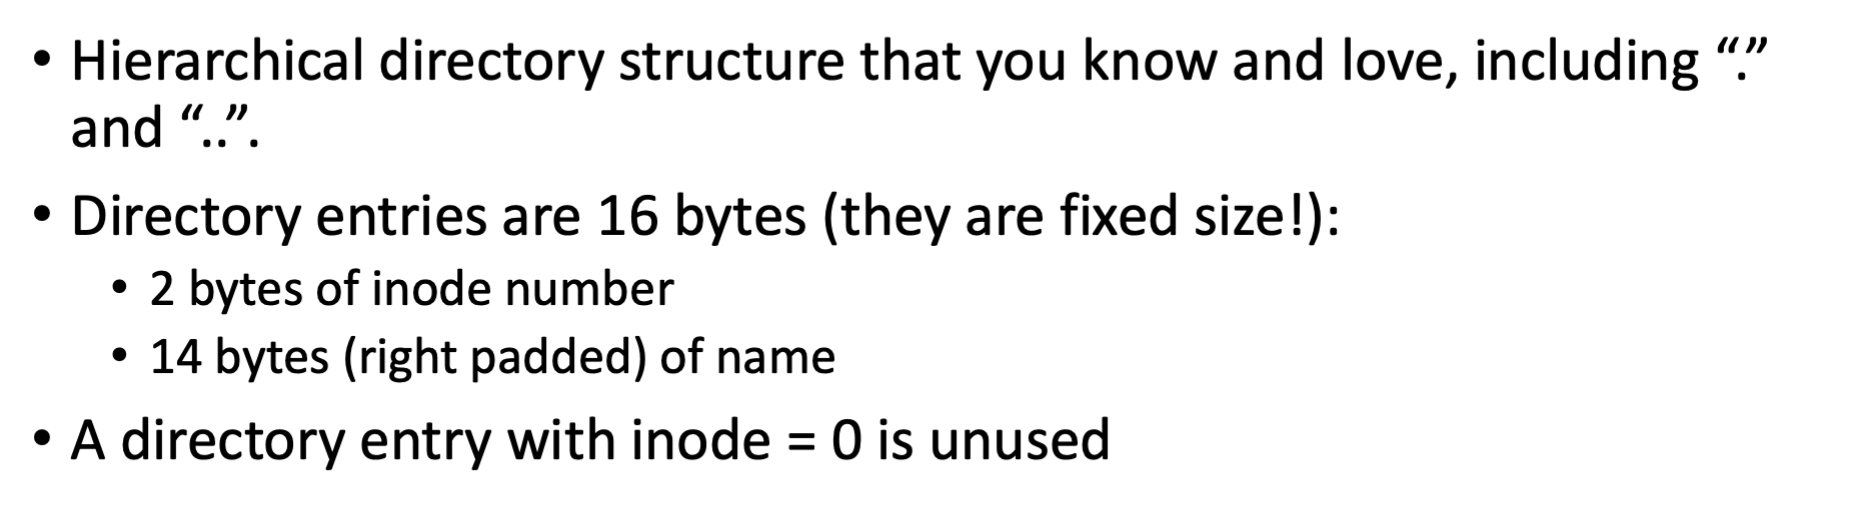 • Hierarchical directory structure that you know and love, including “.”
and “..”.
• Directory entries are 16 bytes (they are fixed size!):
• 2 bytes of inode number
• 14 bytes (right padded) of name
• A directory entry with inode = 0 is unused